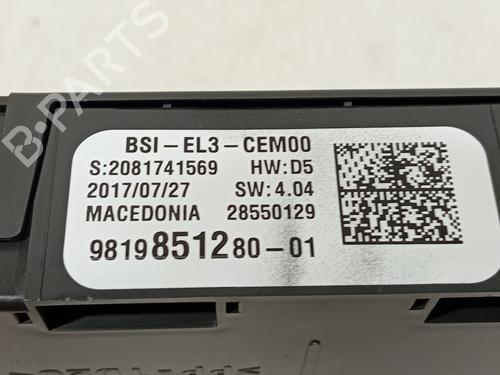 BSI-EL3-CEM00
S:2081741569 HW:D5
2017/07/27 SW:4.04
MACEDONIA 28550129
9819851280-01
B-PARTS